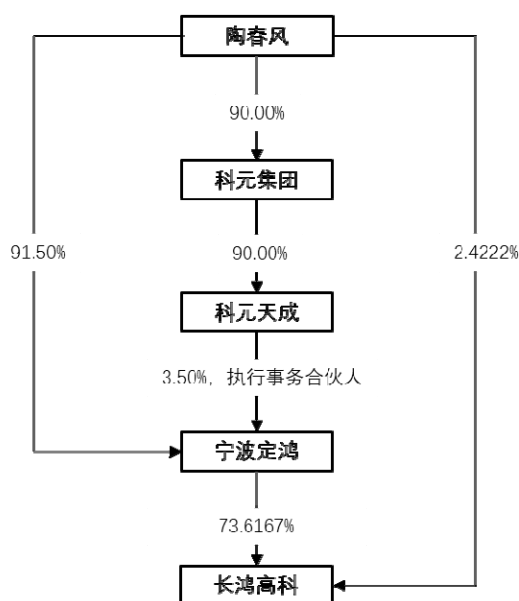 陶春风
90.00%
科元集团
91.50%
90.00%
2.4222%
科元天成
3.50%，执行事务合伙人
宁波定鸿
73.6167%
长鸿高科